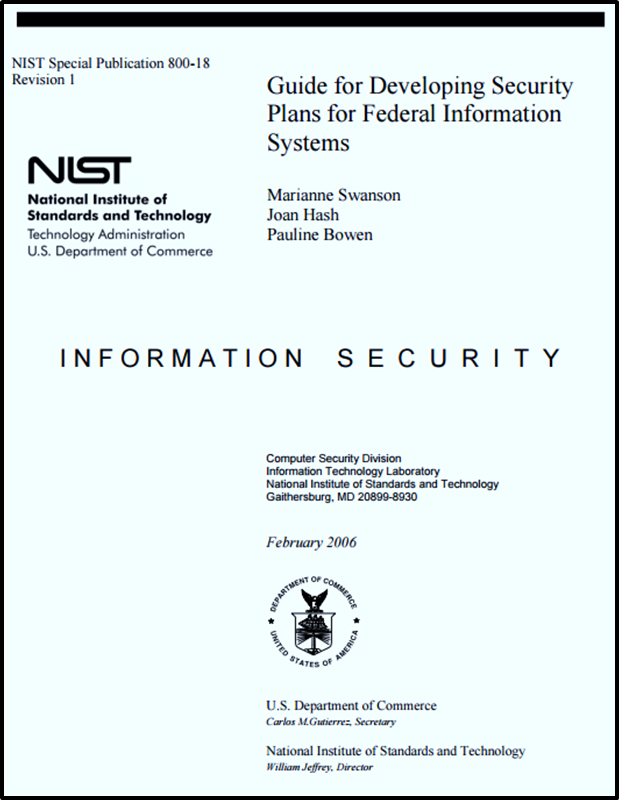 NIST Special Publication 800-18
Revision 1
Guide for Developing Security
Plans for Federal Information
Systems
NIST
National Institute of
Standards and Technology
Technology Administration
U.S. Department of Commerce
Marianne Swanson
Joan Hash
Pauline Bowen
INFORMATION SECURITY
Computer Security Division
Information Technology Laboratory
National Institute of Standards and Technology
Gaithersburg, MD 20899-8930
February 2006
DEPARTMENT OF COMMERCE
UNITED STATES OF AMERICA
U.S. Department of Commerce
Carlos M.Gutierrez, Secretary
National Institute of Standards and Technology
William Jeffrey, Director